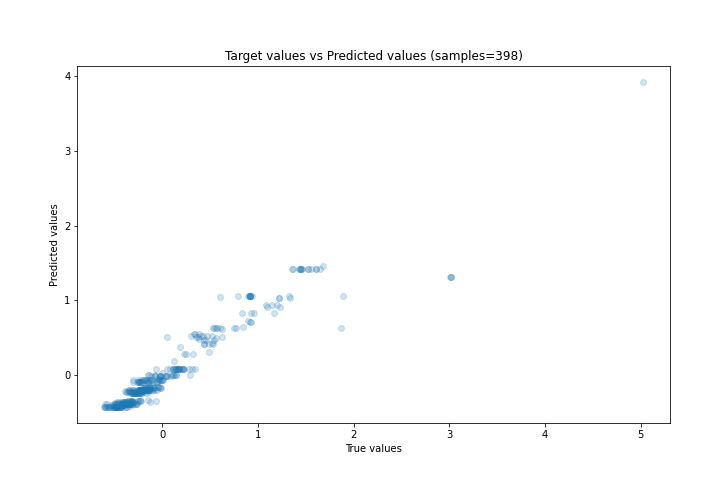 Target values vs Predicted values (samples=398)
4
3
2
1
0
Predicted values
0 1 2 3 4 5
True values